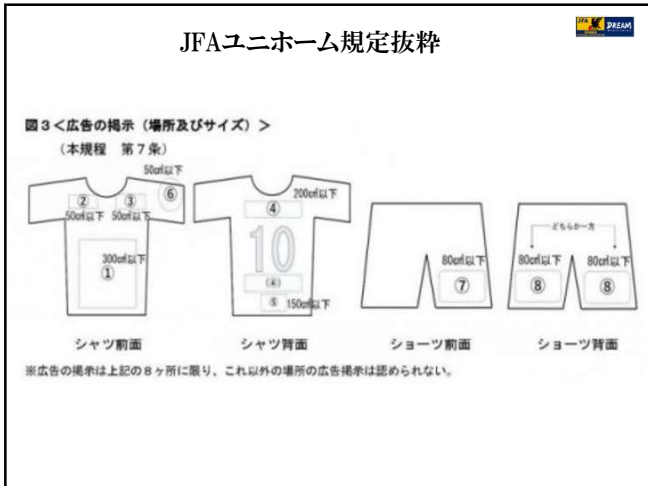 JFAユニホーム規定抜粋
JFA
DREAM
図3<広告の掲示（場所及びサイズ）>
（本規程 第7条）
50㎠以下
② ③ ⑥
50㎠以下 50㎠以下
300㎠以下
①
シャツ前面
200㎠以下
④
10
(④)
⑤ 150㎠以下
シャツ背面
80㎠以下
⑦
ショーツ前面
どちらか一方
80㎠以下 80㎠以下
⑧ ⑧
ショーツ背面
※広告の掲示は上記の8ヶ所に限り、これ以外の場所の広告掲示は認められない。